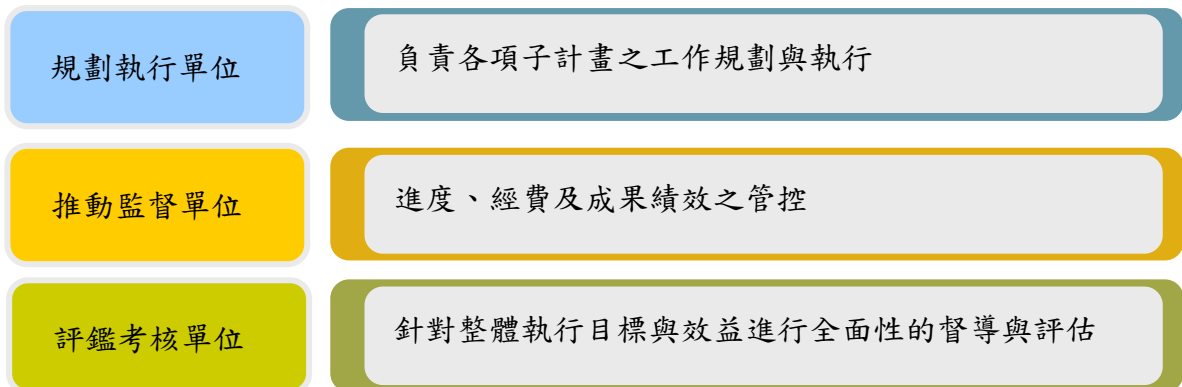 規劃執行單位
負責各項子計畫之工作規劃與執行
推動監督單位
進度、經費及成果績效之管控
評鑑考核單位
針對整體執行目標與效益進行全面性的督導與評估